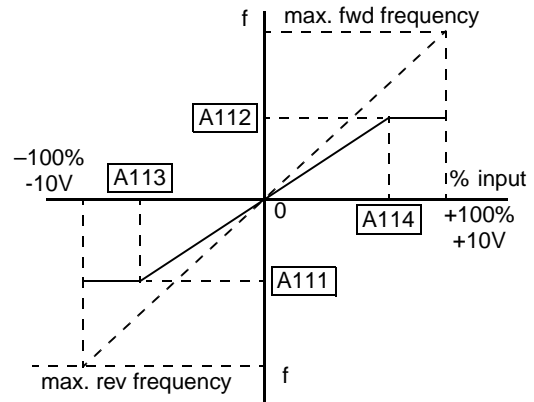 f
max. fwd frequency
A112
–100%
-10V
A113
% input
0
A114
+100%
+10V
A111
max. rev frequency
f